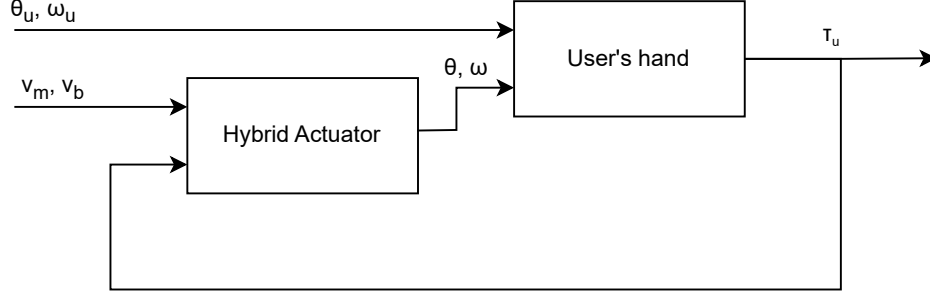 θu, ωu
User's hand
τu
θ, ω
vm, vb
Hybrid Actuator